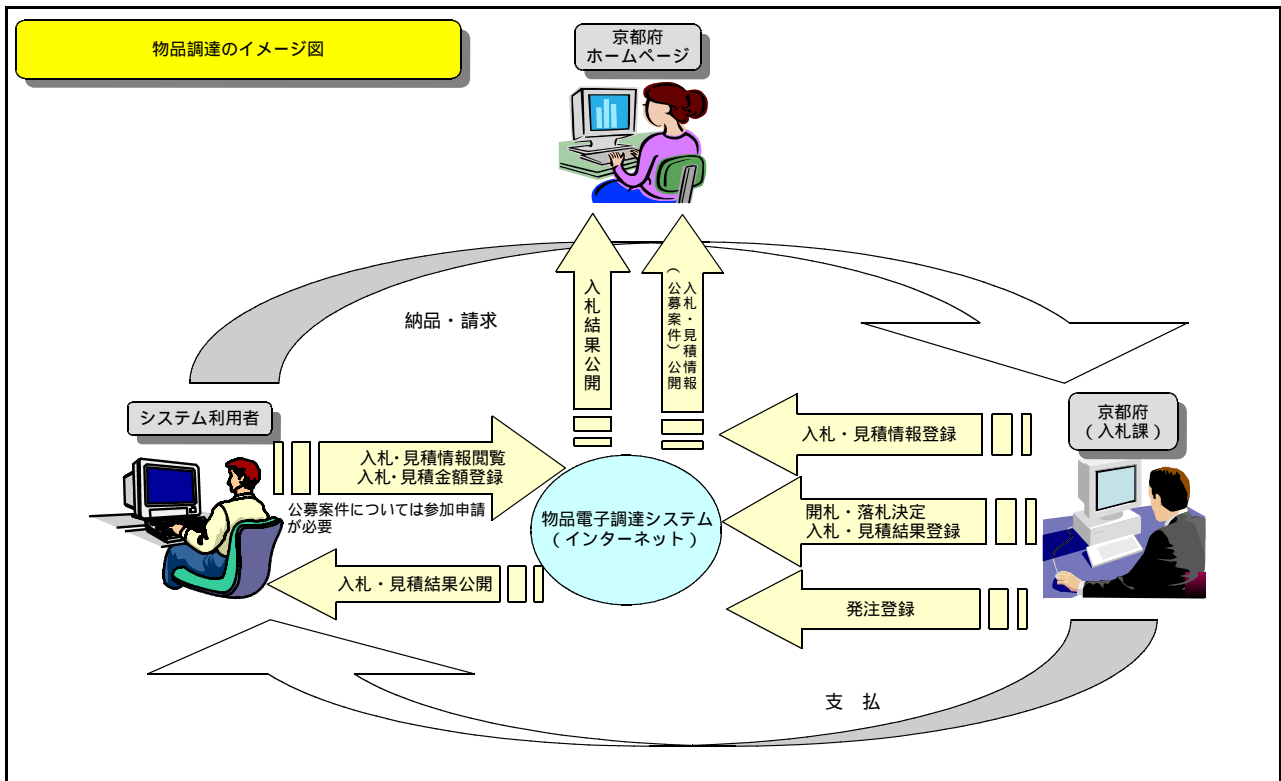 物品調達のイメージ図
京都府
ホームページ
入札結果公開
入札・見積情報
(公募案件)公開
納品・請求
システム利用者
京都府
(入札課)
入札・見積情報閲覧
入札・見積金額登録
公募案件については参加申請
が必要
入札・見積情報登録
物品電子調達システム
(インターネット)
開札・落札決定
入札・見積結果登録
入札・見積結果公開
発注登録
支 払